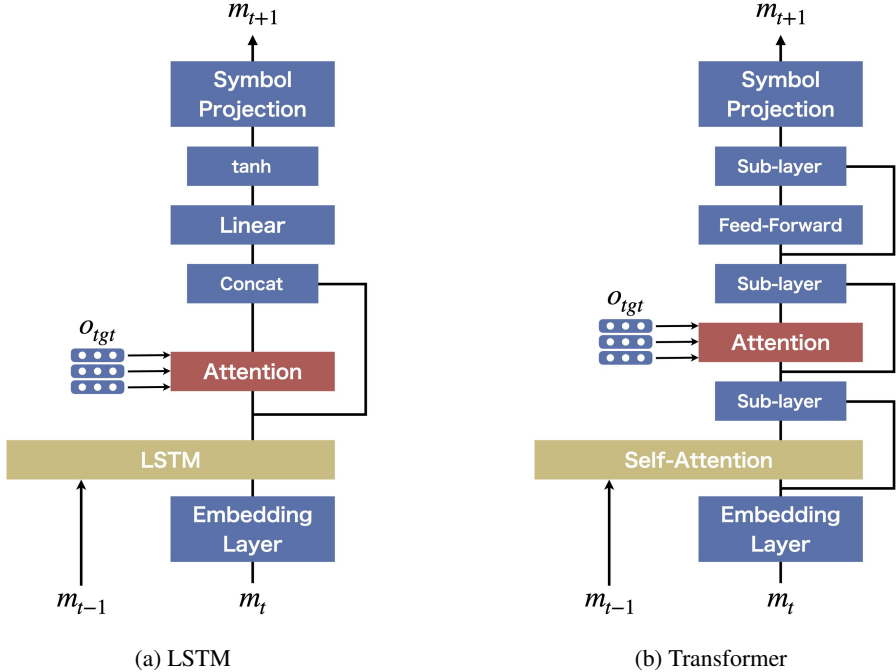 m_{t+1}
Symbol
Projection
tanh
Linear
Concat
o_{tgt}
Attention
LSTM
Embedding
Layer
m_{t−1}
m_t
(a) LSTM
m_{t+1}
Symbol
Projection
Sub-layer
Feed-Forward
Sub-layer
o_{tgt}
Attention
Sub-layer
Self-Attention
Embedding
Layer
m_{t−1}
m_t
(b) Transformer